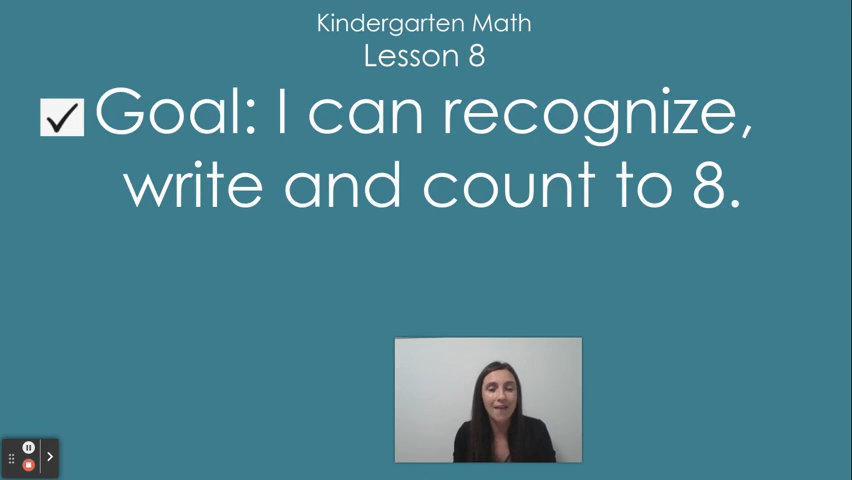 Kindergarten Math
Lesson 8
Goal: I can recognize,
write and count to 8.